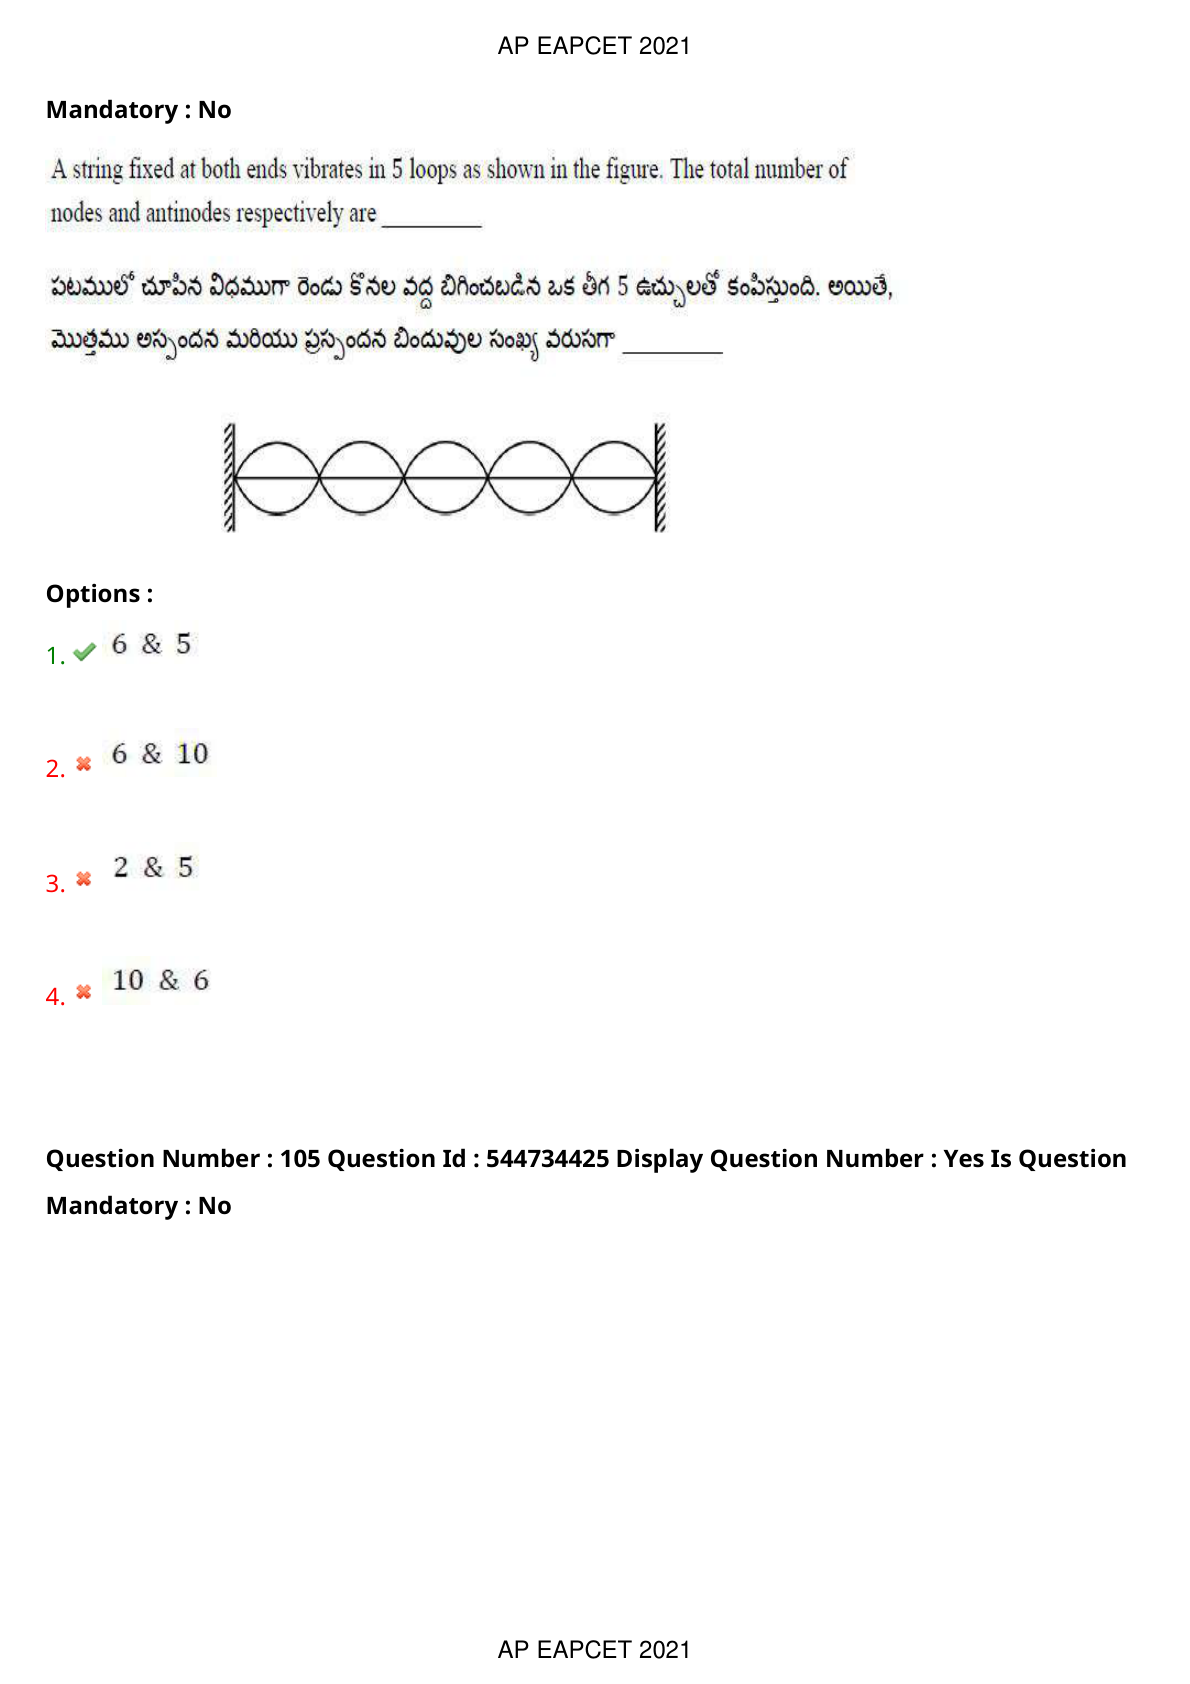 AP EAPCET 2021
Mandatory : No
A string fixed at both ends vibrates in 5 loops as shown in the figure. The total number of
nodes and antinodes respectively are __________
పటములో చూపిన విధముగా రెండు కొనల వద్ద బిగించబడిన ఒక తీగ 5 ఉచ్చులతో కంపిస్తుంది. అయితే,
మొత్తము అస్పందన మరియు ప్రస్పందన బిందువుల సంఖ్య వరుసగా __________
Options :
1. 6 & 5
2. 6 & 10
3. 2 & 5
4. 10 & 6
Question Number : 105 Question Id : 544734425 Display Question Number : Yes Is Question
Mandatory : No
AP EAPCET 2021